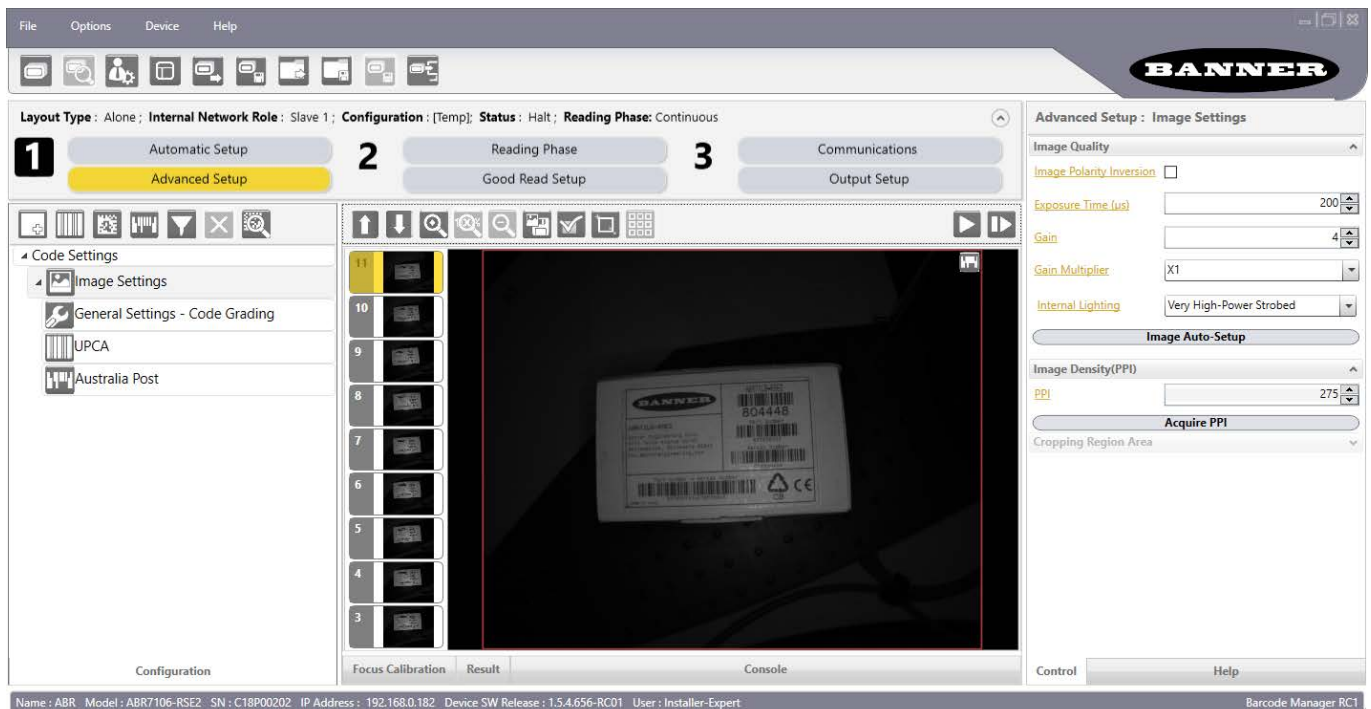 File Options Device Help
BANNER
Layout Type : Alone ; Internal Network Role : Slave 1 ; Configuration : [Temp]; Status : Halt ; Reading Phase: Continuous
1 Automatic Setup 2 Reading Phase 3 Communications
Advanced Setup Good Read Setup Output Setup
Code Settings
Image Settings
General Settings - Code Grading
UPCA
Australia Post
Configuration
11
10
9
8
7
6
5
4
3
BANNER
804448
CE
Focus Calibration Result Console
Advanced Setup : Image Settings
Image Quality
Image Polarity Inversion
Exposure Time (µs) 200
Gain 4
Gain Multiplier X1
Internal Lighting Very High-Power Strobed
Image Auto-Setup
Image Density(PPI)
PPI 275
Acquire PPI
Cropping Region Area
Control Help
Name : ABR Model : ABR7106-RSE2 SN : C18P00202 IP Address : 192.168.0.182 Device SW Release : 1.5.4.656-RC01 User : Installer-Expert Barcode Manager RC1